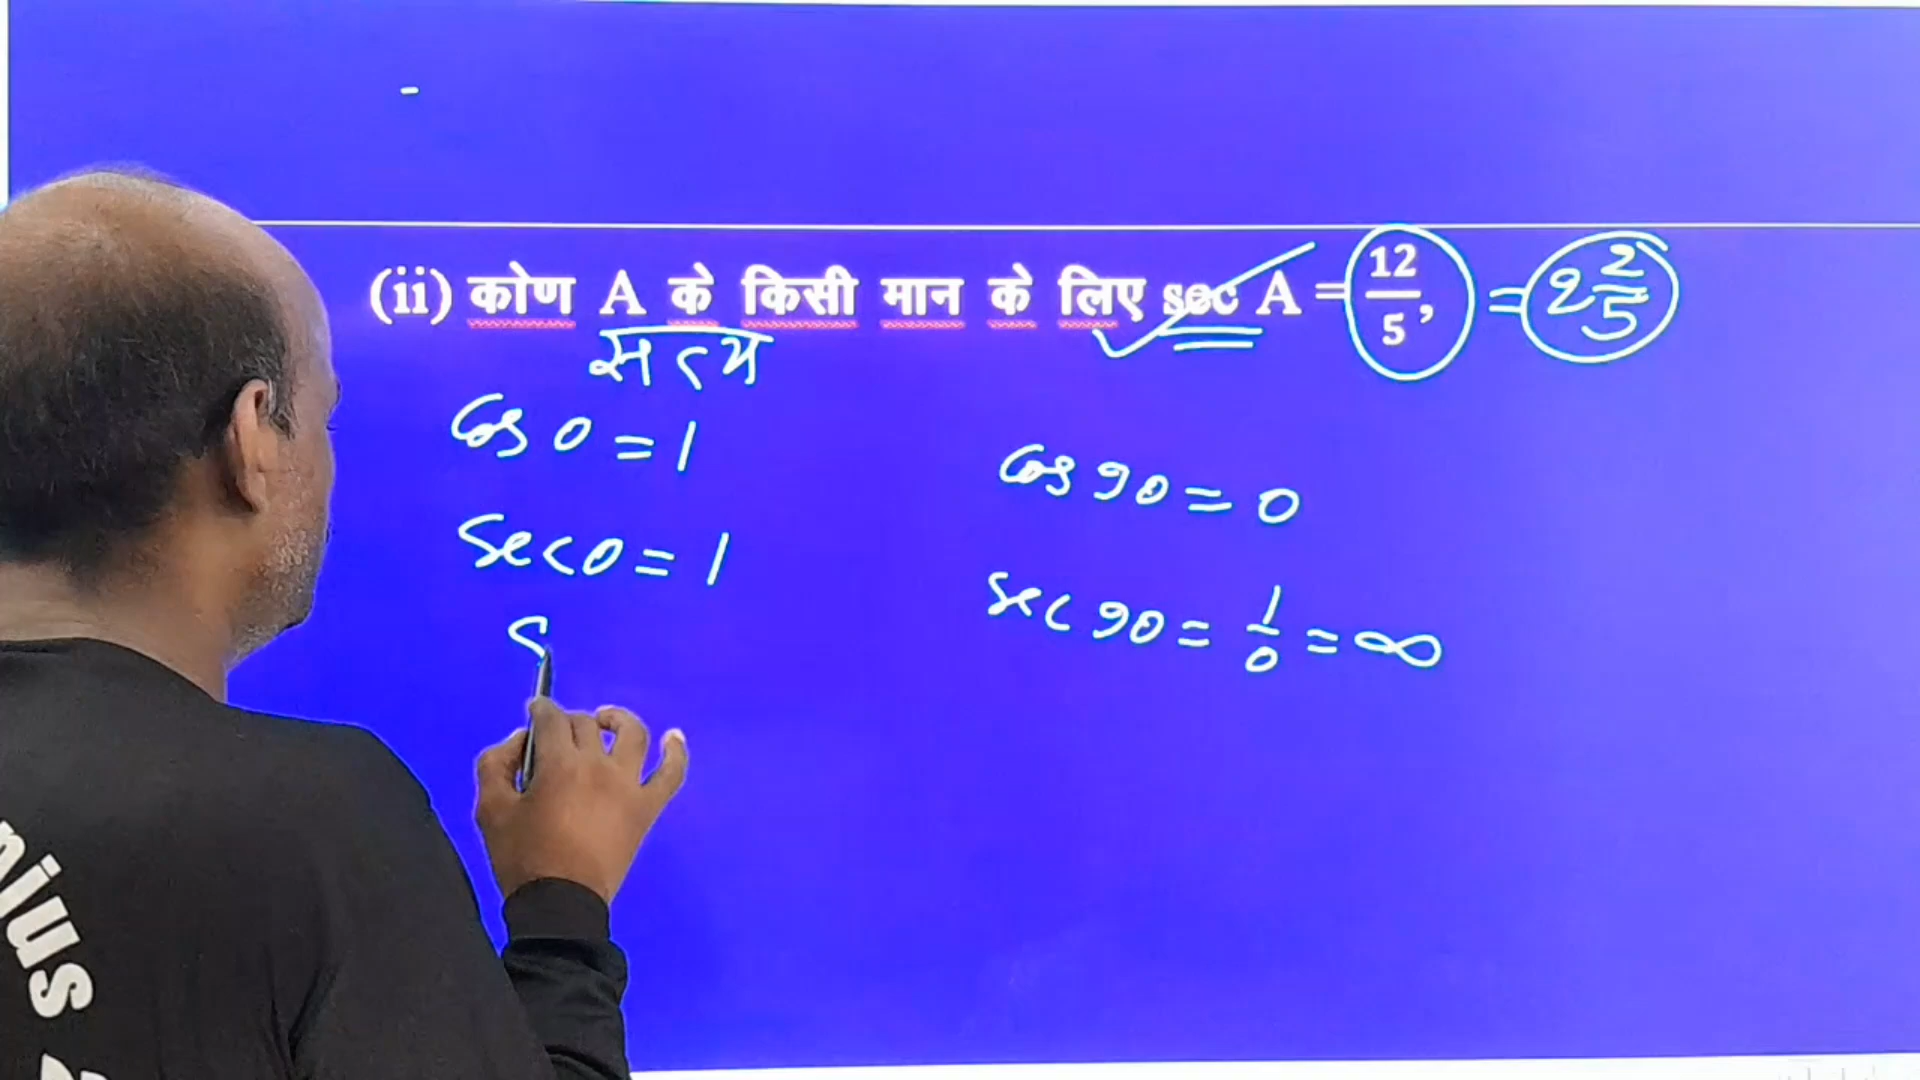 (ii) कोण A के किसी मान के लिए sec A = 12/5, = 2 2/5
सत्य
cos 0 = 1
cos 90 = 0
sec 0 = 1
sec 90 = 1/0 = ∞
S
nius